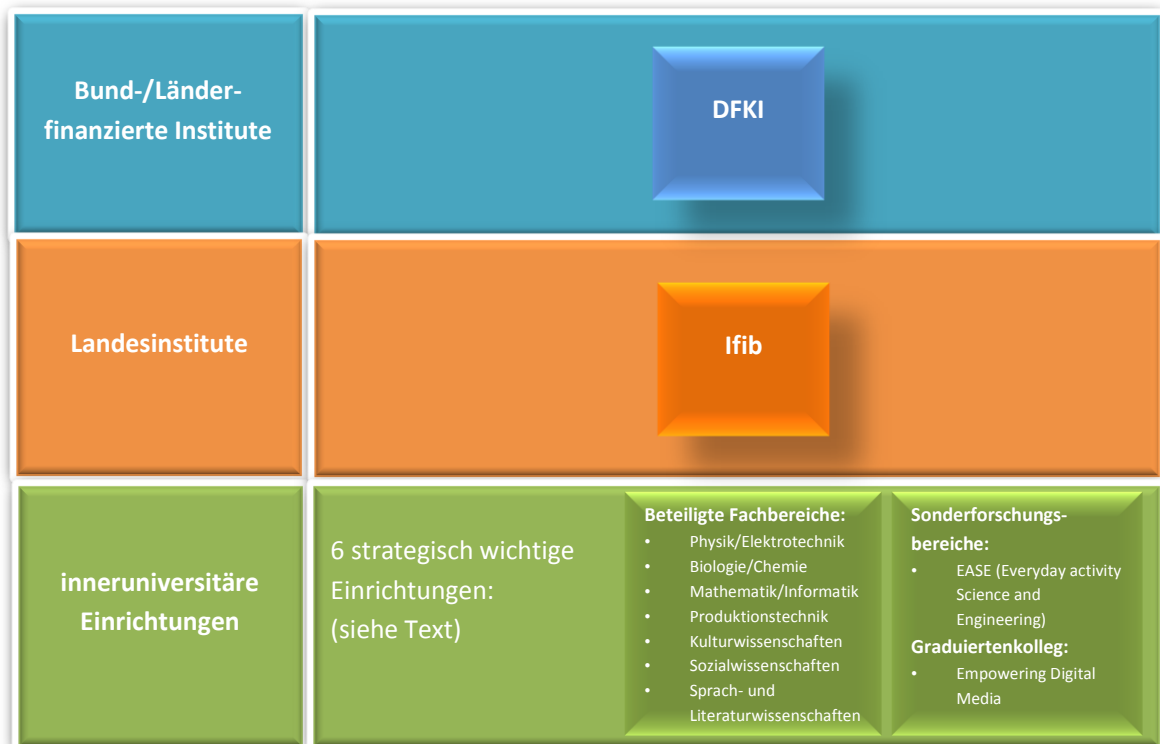 Bund-/Länder-
finanzierte Institute
DFKI
Landesinstitute
Ifib
inneruniversitäre
Einrichtungen
6 strategisch wichtige
Einrichtungen:
(siehe Text)
Beteiligte Fachbereiche:
• Physik/Elektrotechnik
• Biologie/Chemie
• Mathematik/Informatik
• Produktionstechnik
• Kulturwissenschaften
• Sozialwissenschaften
• Sprach- und
Literaturwissenschaften
Sonderforschungs-
bereiche:
• EASE (Everyday activity
Science and
Engineering)
Graduiertenkolleg:
• Empowering Digital
Media